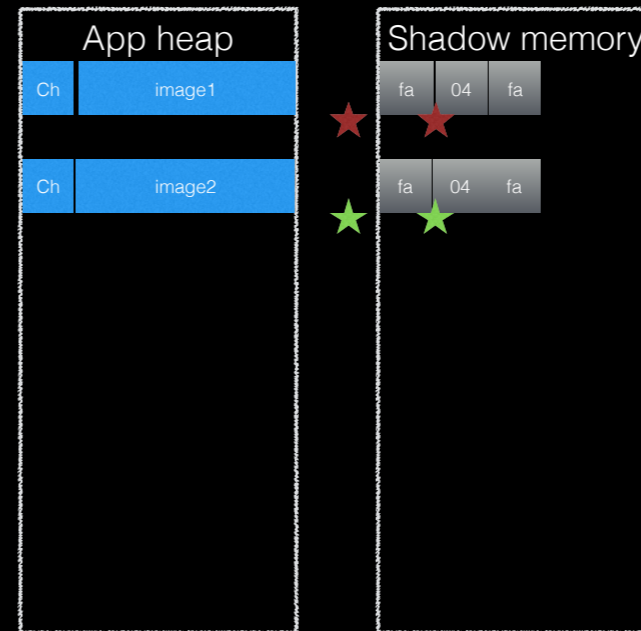 App heap
Shadow memory
Ch image1
fa 04 fa
Ch image2
fa 04 fa